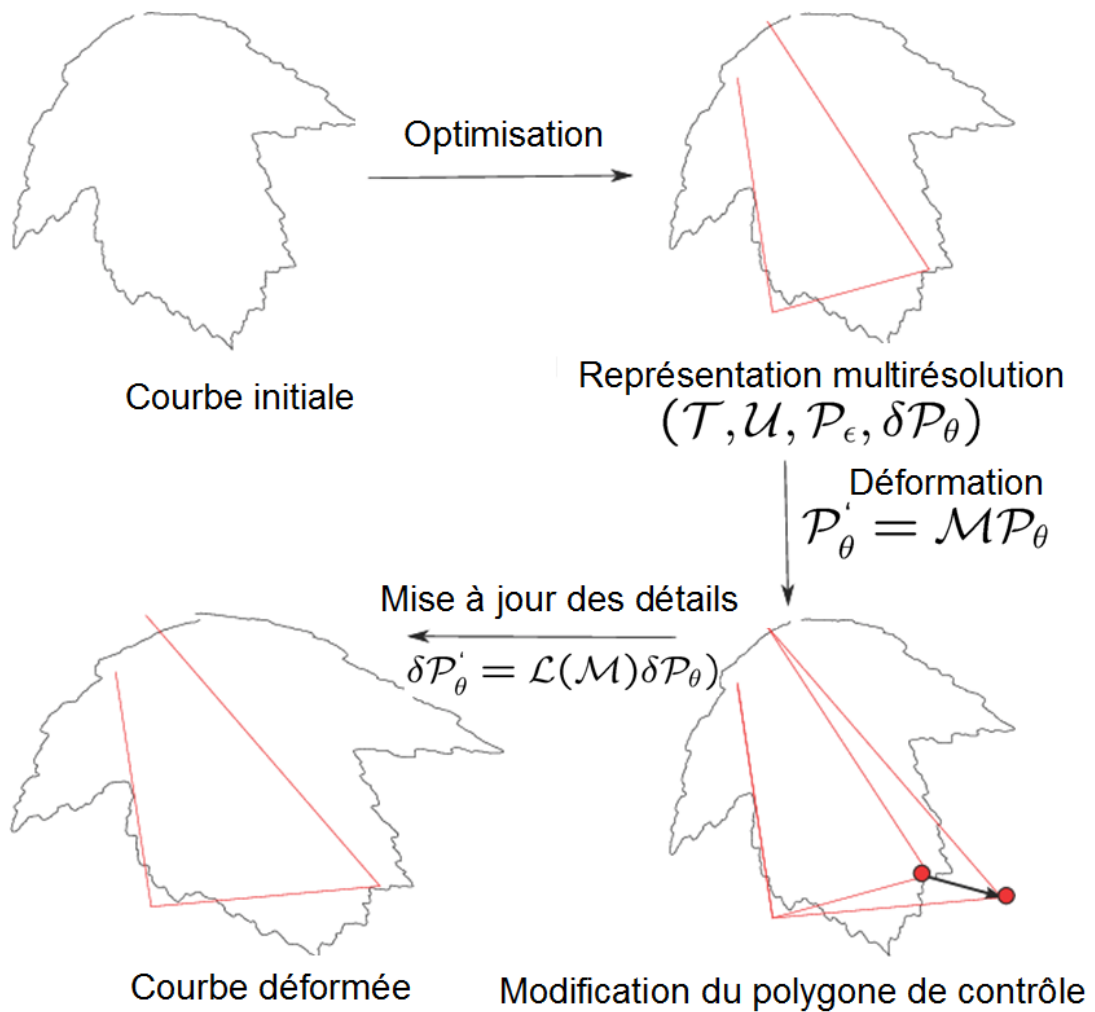 Optimisation
Courbe initiale
Représentation multirésolution
(𝒯, 𝒰, 𝒫_ϵ, δ𝒫_θ)
Déformation
𝒫‘_θ = ℳ𝒫_θ
Mise à jour des détails
δ𝒫‘_θ = ℒ(ℳ)δ𝒫_θ)
Courbe déformée
Modification du polygone de contrôle